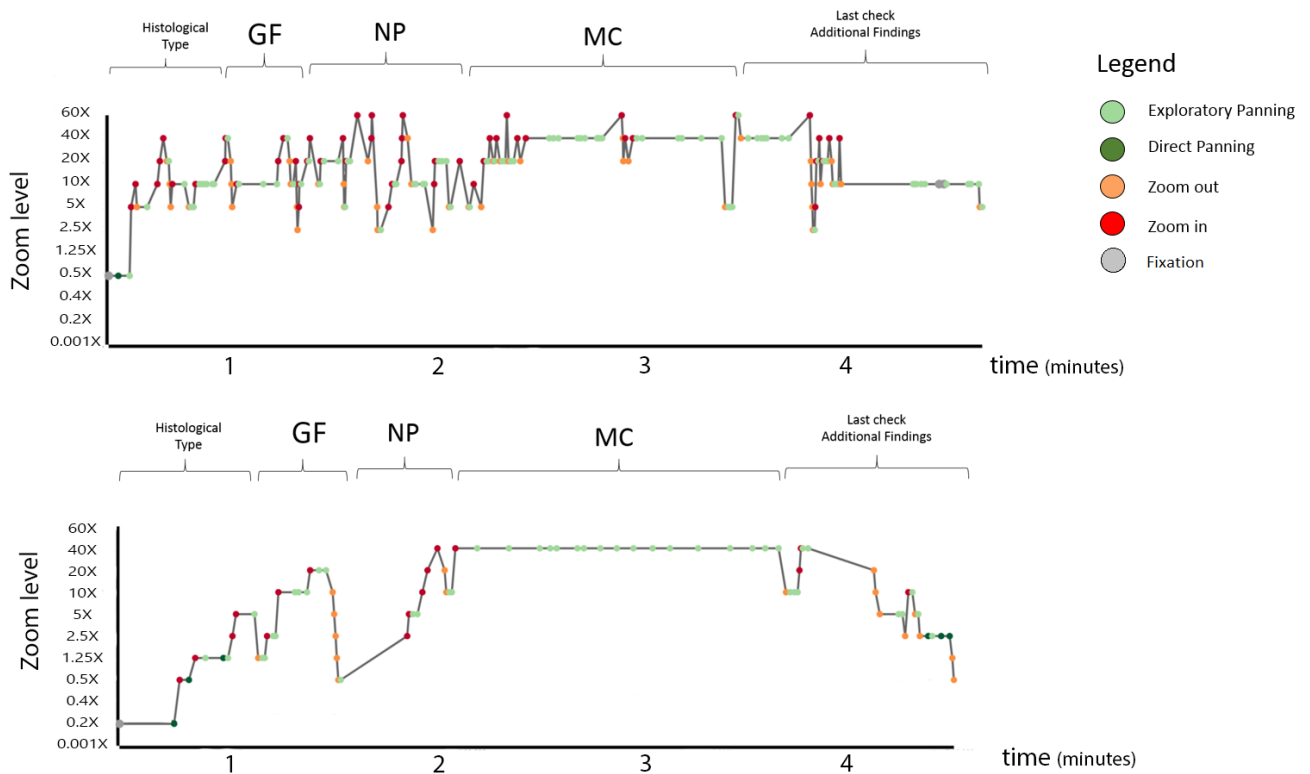 Histological
Type
GF
NP
MC
Last check
Additional Findings
Legend
Exploratory Panning
Direct Panning
Zoom out
Zoom in
Fixation
Zoom level
60X
40X
20X
10X
5X
2.5X
1.25X
0.5X
0.4X
0.2X
0.001X
1
2
3
4
time (minutes)
Histological
Type
GF
NP
MC
Last check
Additional Findings
Zoom level
60X
40X
20X
10X
5X
2.5X
1.25X
0.5X
0.4X
0.2X
0.001X
1
2
3
4
time (minutes)